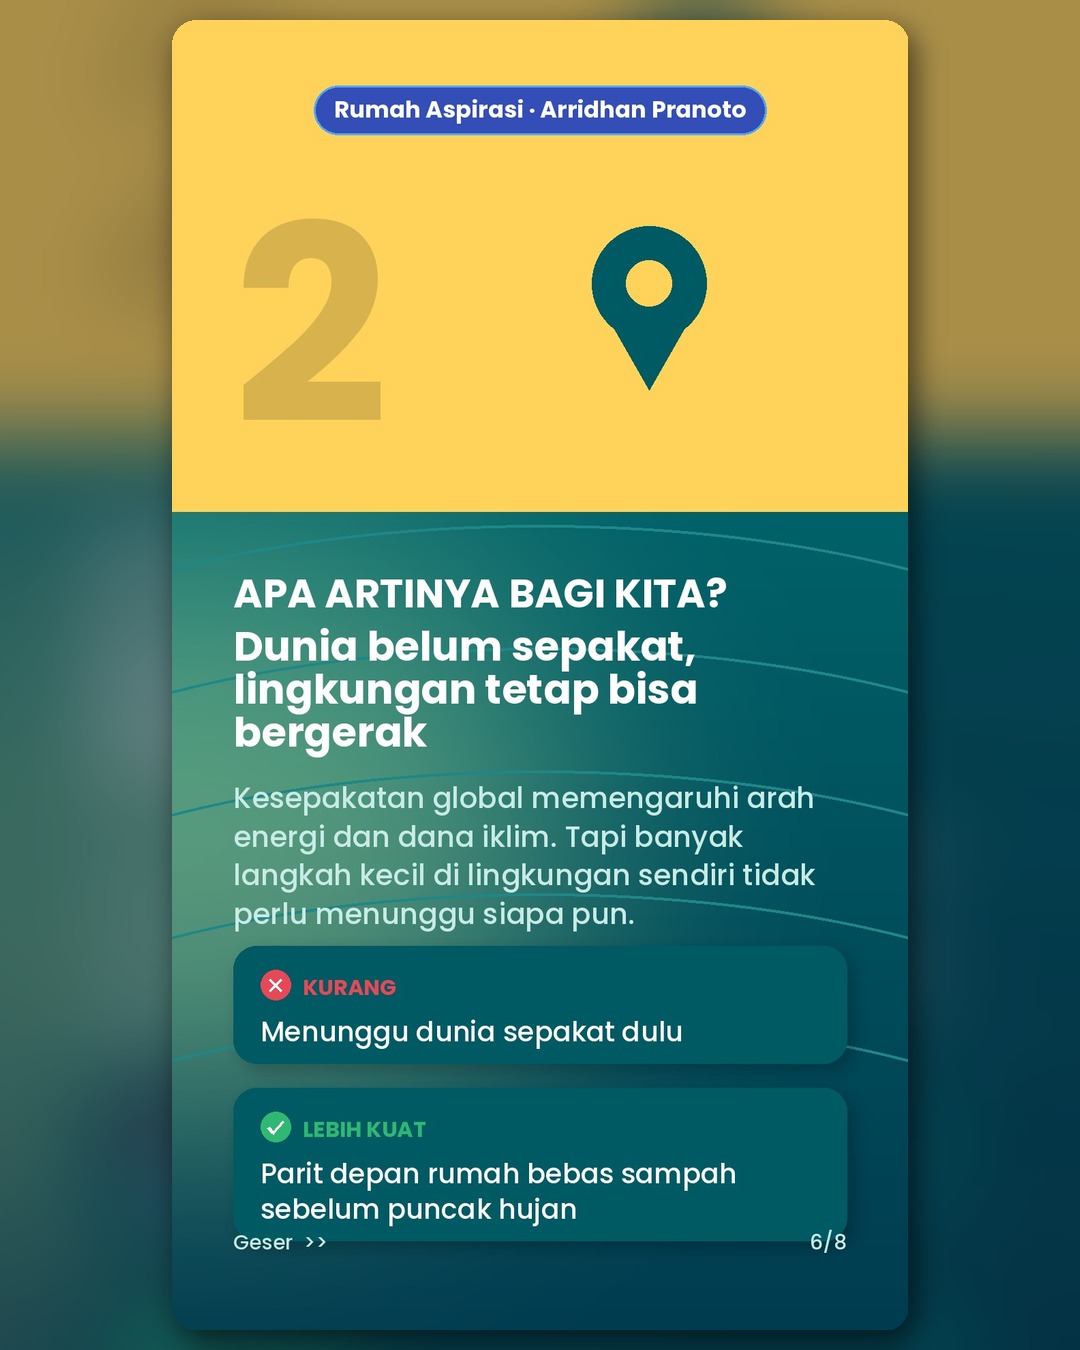 Rumah Aspirasi · Arridhan Pranoto
2
APA ARTINYA BAGI KITA?
Dunia belum sepakat,
lingkungan tetap bisa
bergerak
Kesepakatan global memengaruhi arah
energi dan dana iklim. Tapi banyak
langkah kecil di lingkungan sendiri tidak
perlu menunggu siapa pun.
KURANG
Menunggu dunia sepakat dulu
LEBIH KUAT
Parit depan rumah bebas sampah
sebelum puncak hujan
Geser >>
6/8